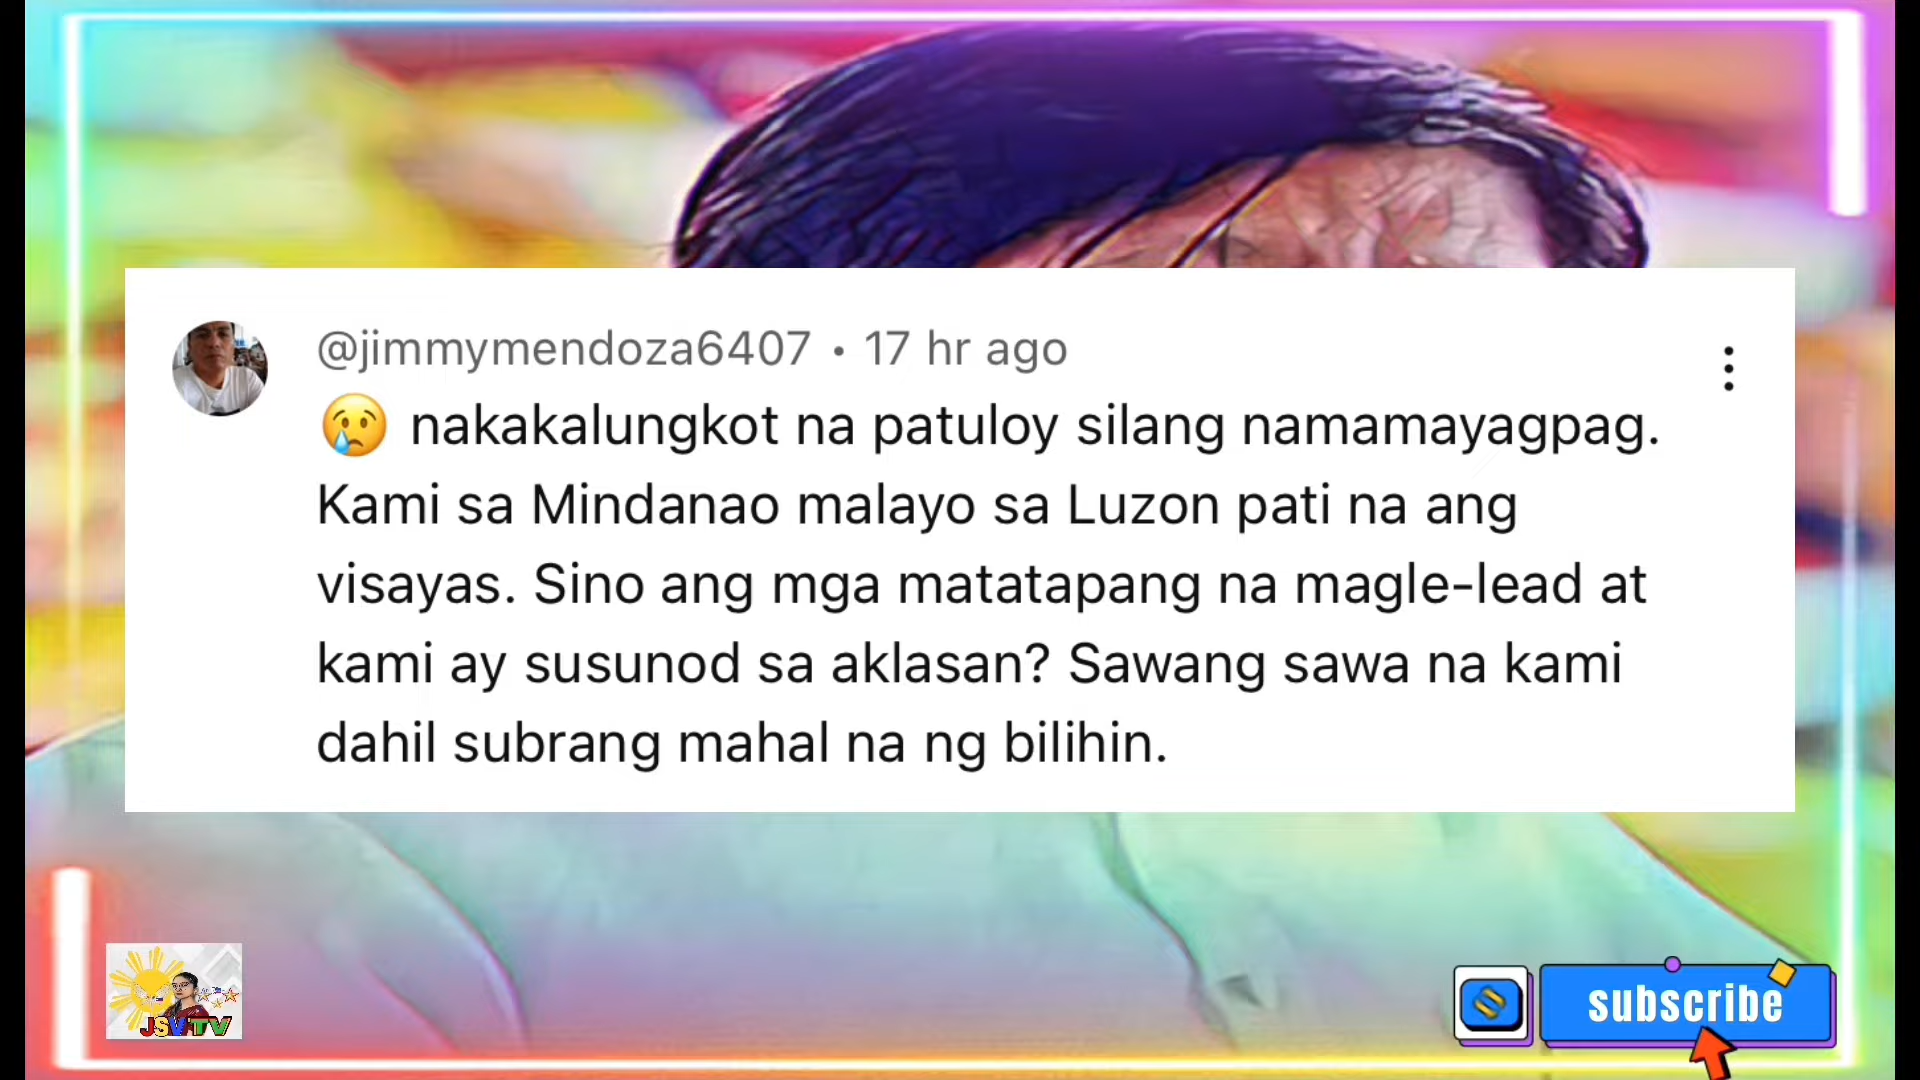 @jimmymendoza6407 • 17 hr ago
😢 nakakalungkot na patuloy silang namamayagpag.
Kami sa Mindanao malayo sa Luzon pati na ang
visayas. Sino ang mga matatapang na magle-lead at
kami ay susunod sa aklasan? Sawang sawa na kami
dahil subrang mahal na ng bilihin.
JSV TV
subscribe